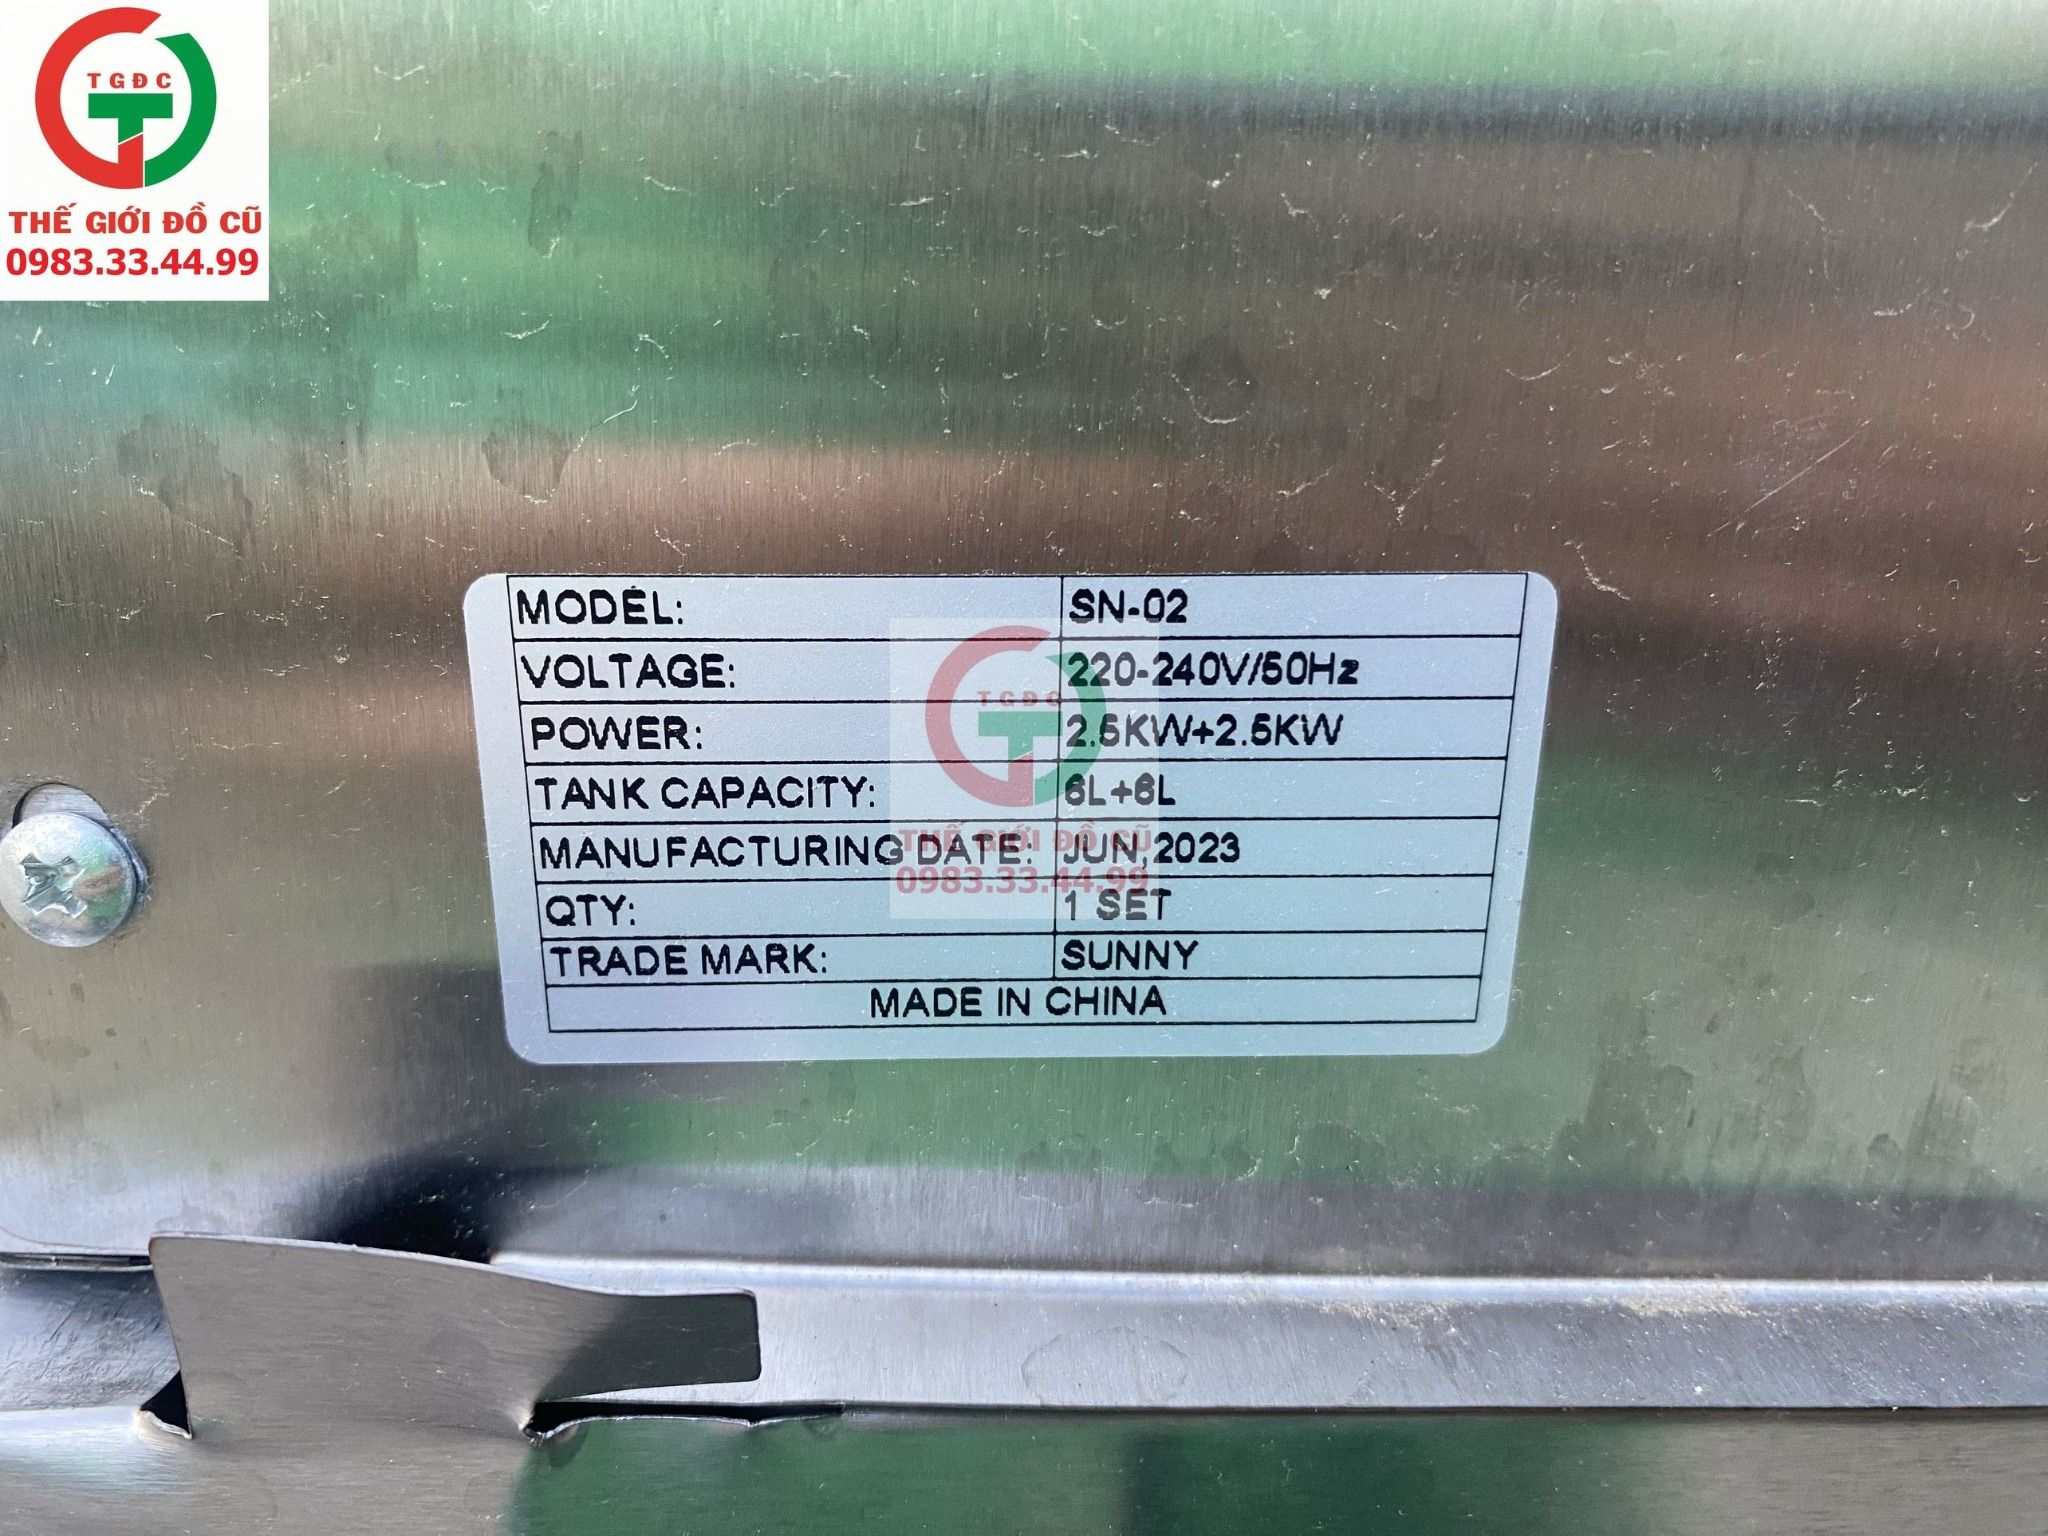 TGĐC
THẾ GIỚI ĐỒ CŨ
0983.33.44.99
MODEL: SN-02
VOLTAGE: 220-240V/50Hz
POWER: 2.5KW+2.5KW
TANK CAPACITY: 6L+6L
TGĐC
THẾ GIỚI ĐỒ CŨ
MANUFACTURING DATE: JUN,2023
0983.33.44.99
QTY: 1 SET
TRADE MARK: SUNNY
MADE IN CHINA